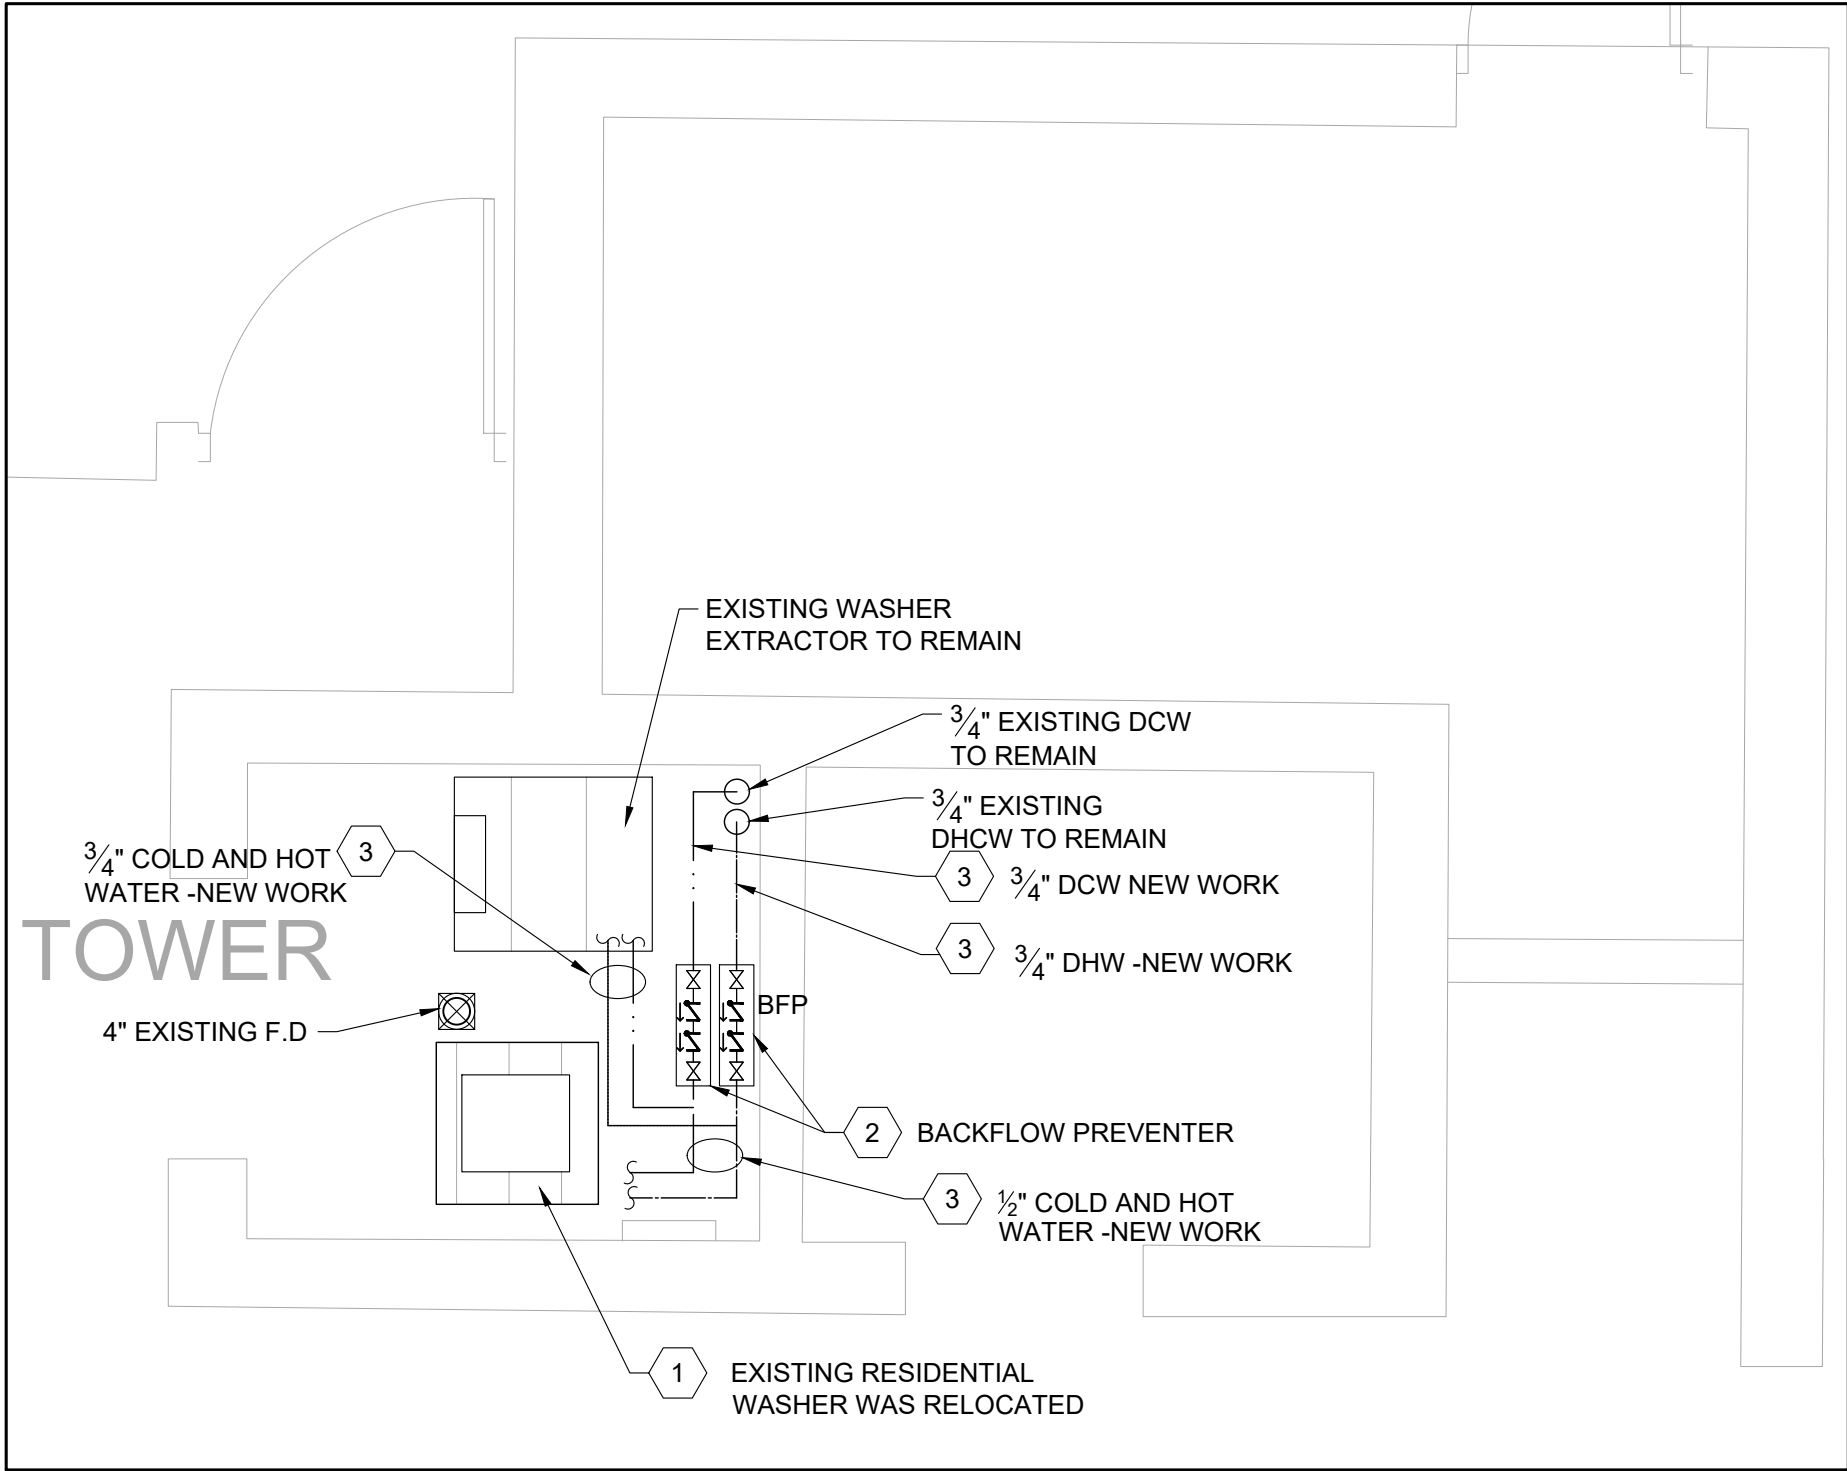 EXISTING WASHER
EXTRACTOR TO REMAIN
3/4" EXISTING DCW
TO REMAIN
3/4" EXISTING
DHCW TO REMAIN
3/4" COLD AND HOT
WATER -NEW WORK
3
3 3/4" DCW NEW WORK
TOWER
3 3/4" DHW -NEW WORK
BFP
4" EXISTING F.D
2 BACKFLOW PREVENTER
3 1/2" COLD AND HOT
WATER -NEW WORK
1 EXISTING RESIDENTIAL
WASHER WAS RELOCATED